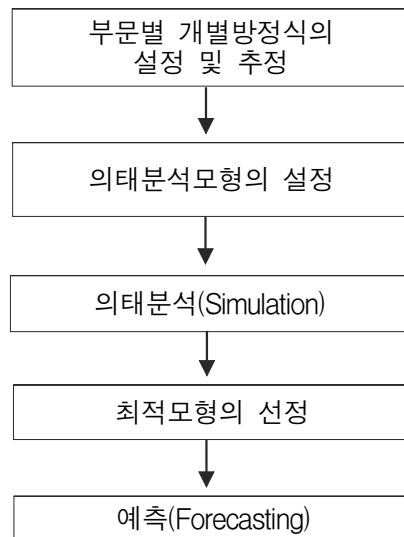 부문별 개별방정식의
설정 및 추정
의태분석모형의 설정
의태분석(Simulation)
최적모형의 선정
예측(Forecasting)